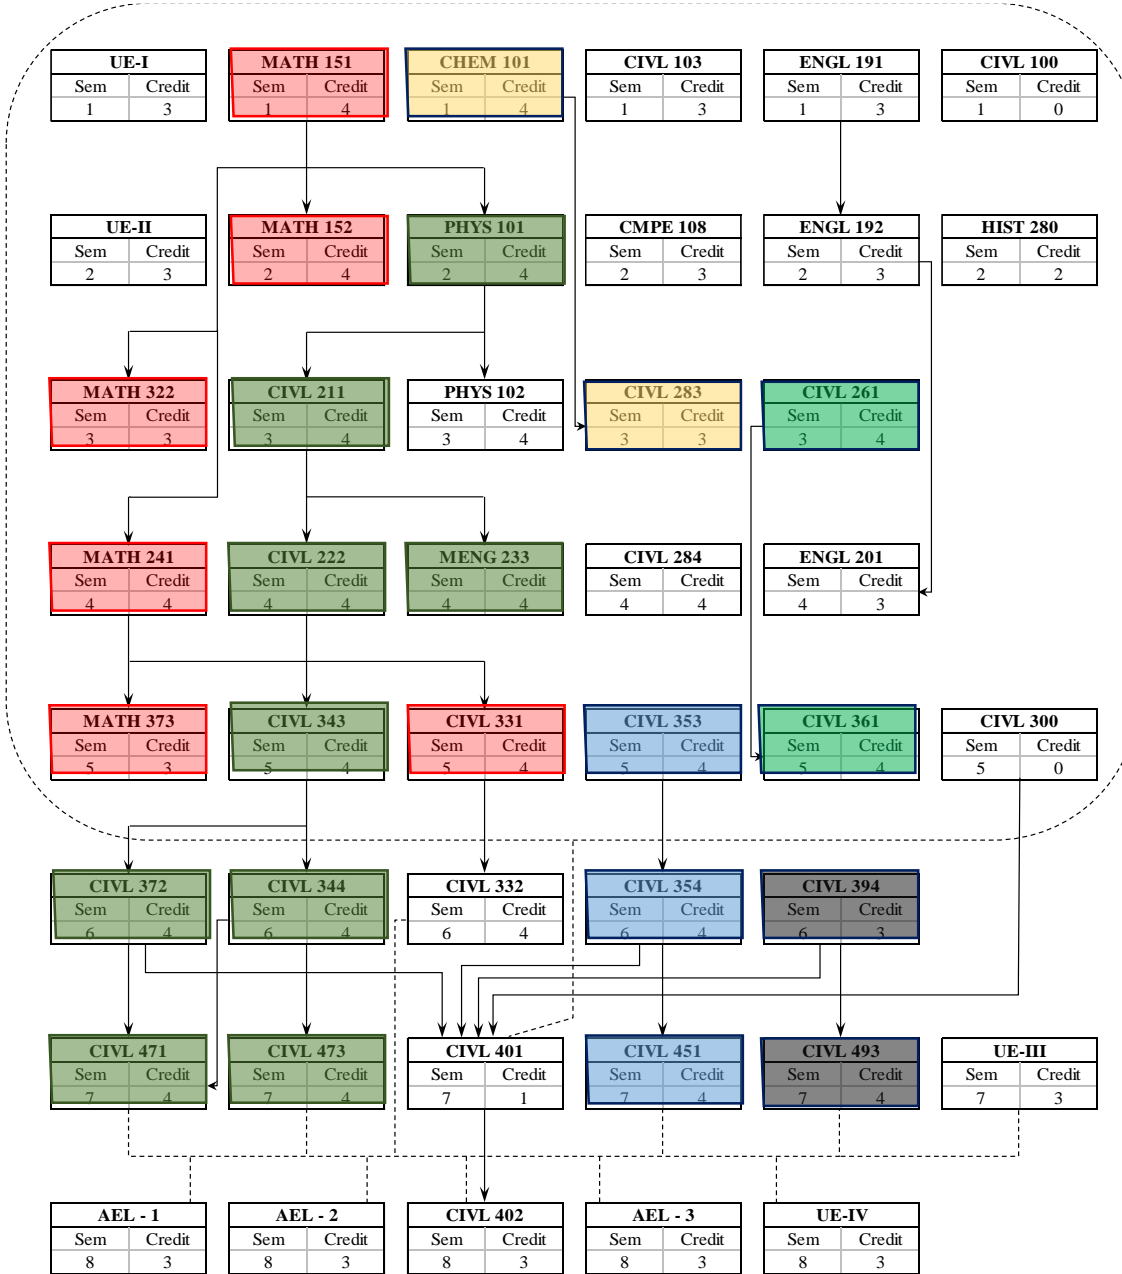 UE-I MATH 151 CHEM 101 CIVL 103 ENGL 191 CIVL 100
Sem Credit Sem Credit Sem Credit Sem Credit Sem Credit Sem Credit
1 3 1 4 1 4 1 3 1 3 1 0
UE-II MATH 152 PHYS 101 CMPE 108 ENGL 192 HIST 280
Sem Credit Sem Credit Sem Credit Sem Credit Sem Credit Sem Credit
2 3 2 4 2 4 2 3 2 3 2 2
MATH 322 CIVL 211 PHYS 102 CIVL 283 CIVL 261
Sem Credit Sem Credit Sem Credit Sem Credit Sem Credit
3 3 3 4 3 4 3 3 3 4
MATH 241 CIVL 222 MENG 233 CIVL 284 ENGL 201
Sem Credit Sem Credit Sem Credit Sem Credit Sem Credit
4 4 4 4 4 4 4 4 4 3
MATH 373 CIVL 343 CIVL 331 CIVL 353 CIVL 361 CIVL 300
Sem Credit Sem Credit Sem Credit Sem Credit Sem Credit Sem Credit
5 3 5 4 5 4 5 4 5 4 5 0
CIVL 372 CIVL 344 CIVL 332 CIVL 354 CIVL 394
Sem Credit Sem Credit Sem Credit Sem Credit Sem Credit
6 4 6 4 6 4 6 4 6 3
CIVL 471 CIVL 473 CIVL 401 CIVL 451 CIVL 493 UE-III
Sem Credit Sem Credit Sem Credit Sem Credit Sem Credit Sem Credit
7 4 7 4 7 1 7 4 7 4 7 3
AEL - 1 AEL - 2 CIVL 402 AEL - 3 UE-IV
Sem Credit Sem Credit Sem Credit Sem Credit Sem Credit
8 3 8 3 8 3 8 3 8 3